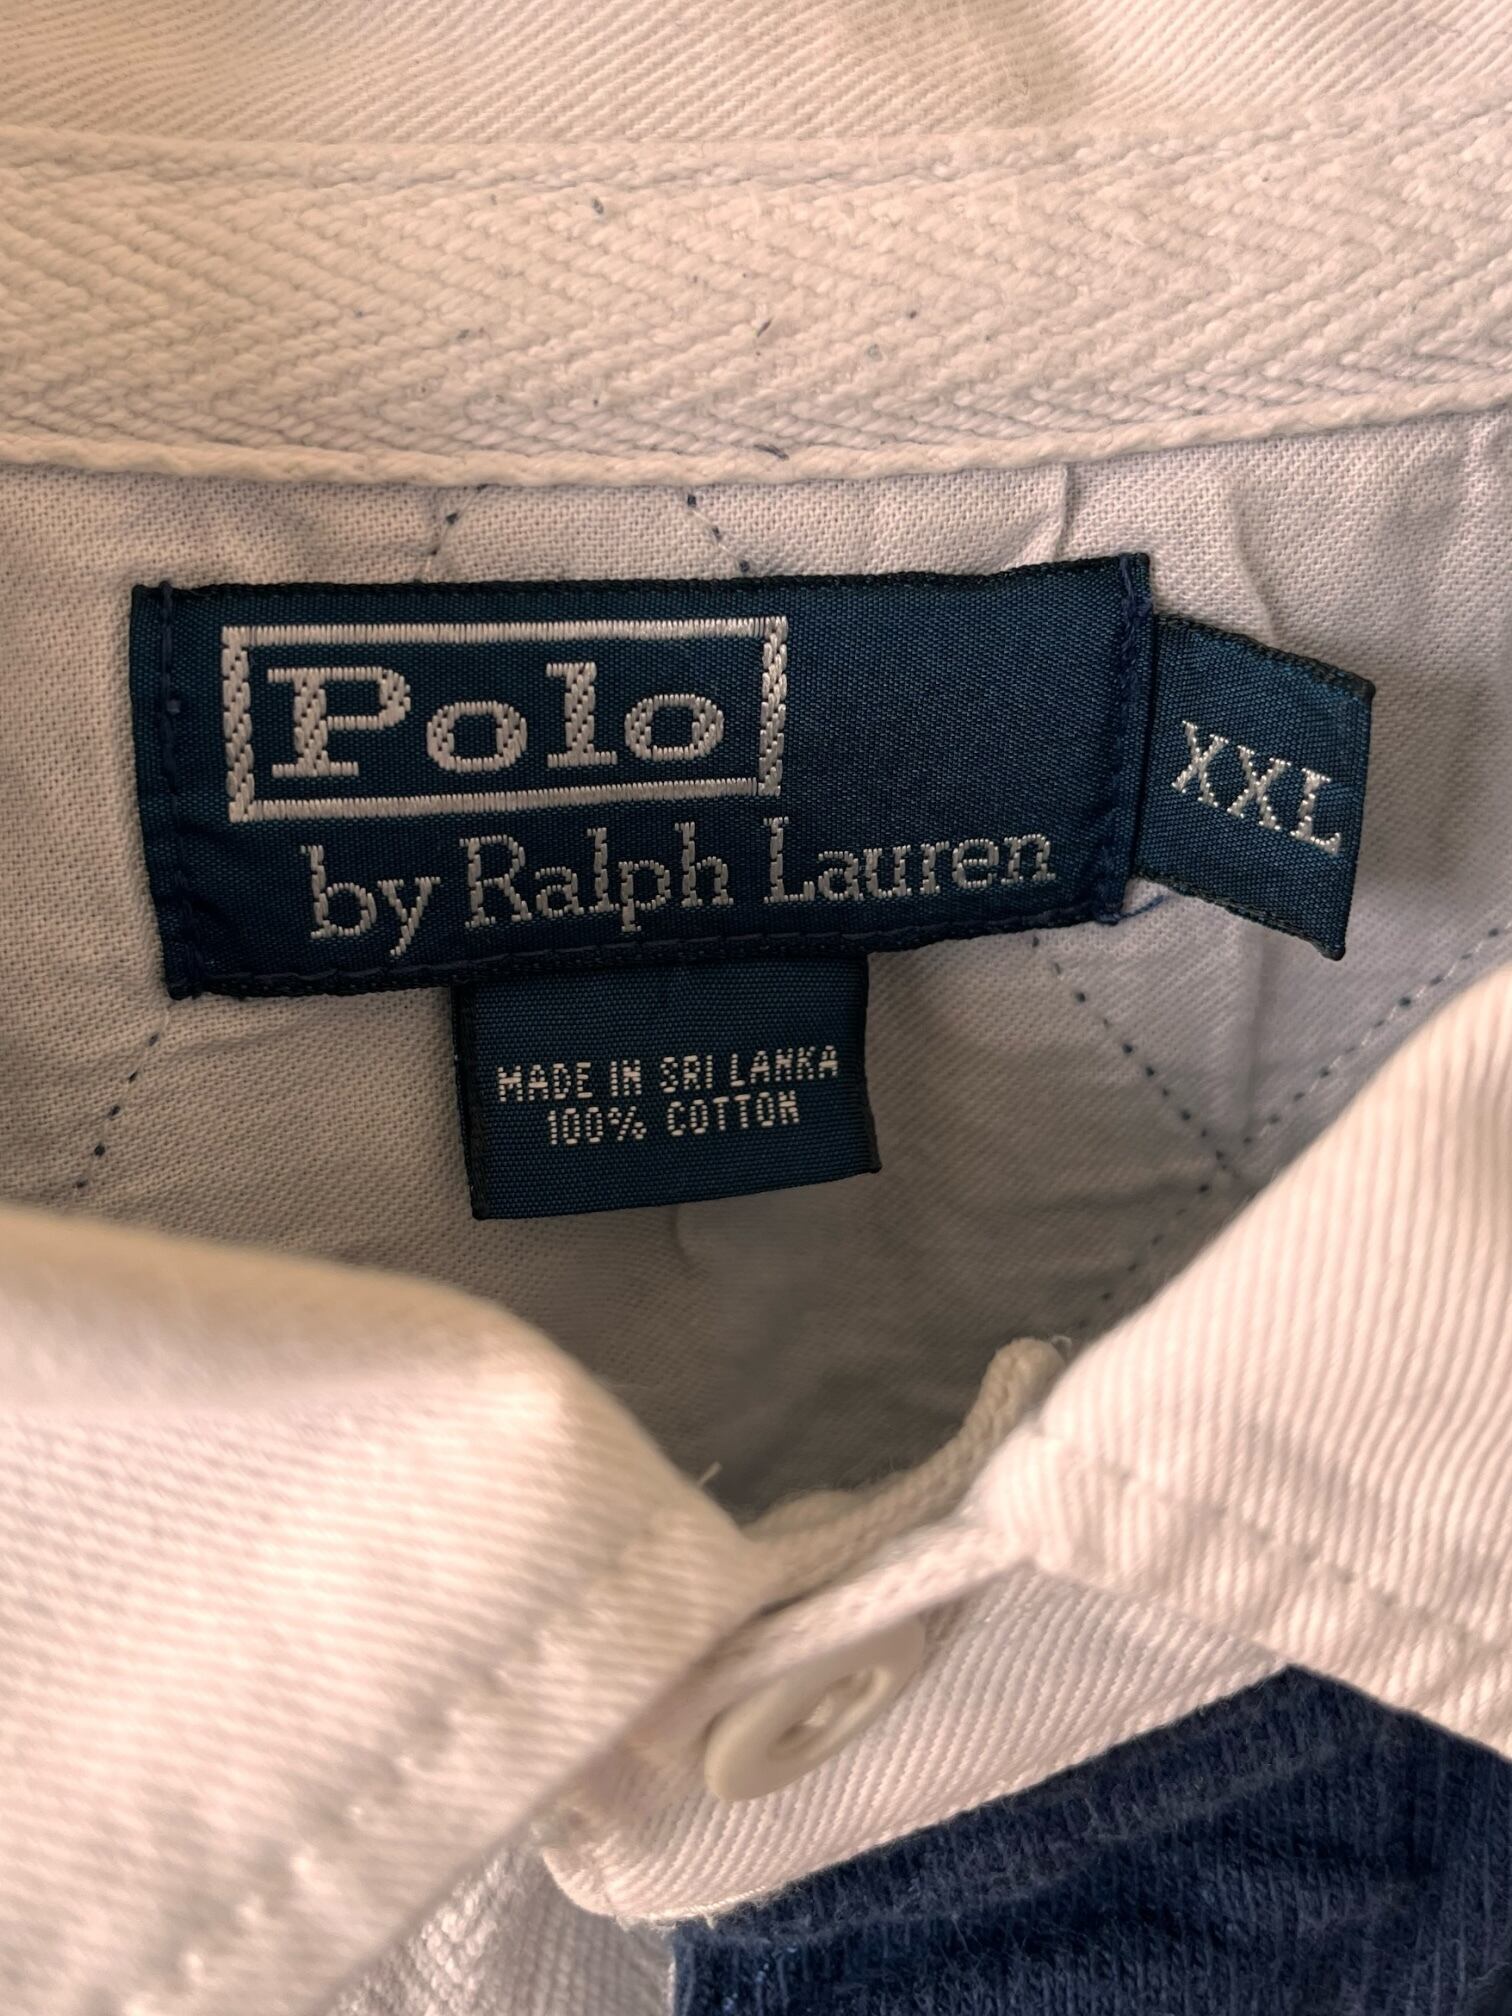 Polo
by Ralph Lauren
XXL
MADE IN SRI LANKA
100% COTTON